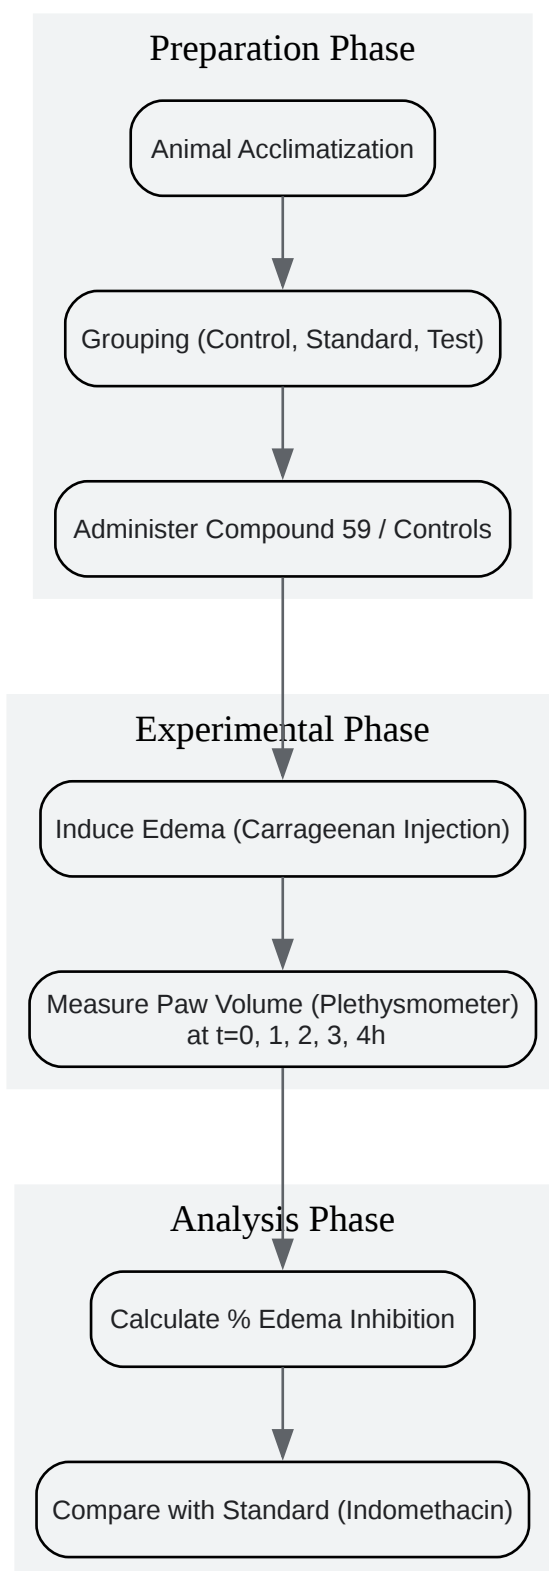 Preparation Phase
Animal Acclimatization
Grouping (Control, Standard, Test)
Administer Compound 59 / Controls
Experimental Phase
Induce Edema (Carrageenan Injection)
Measure Paw Volume (Plethysmometer)
at t=0, 1, 2, 3, 4h
Analysis Phase
Calculate % Edema Inhibition
Compare with Standard (Indomethacin)